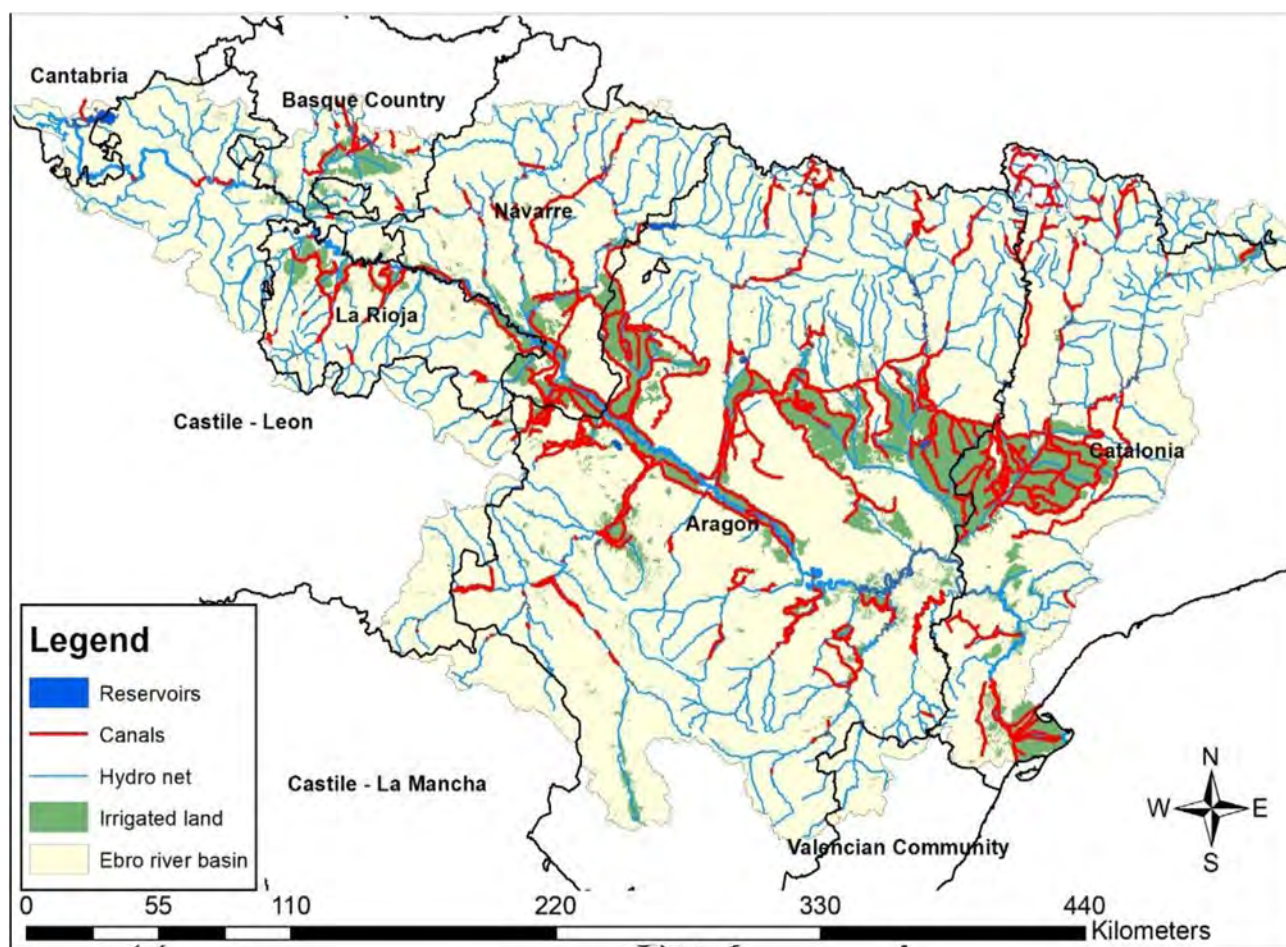 Cantabria
Basque Country
Navarre
La Rioja
Castile - Leon
Catalonia
Aragon
Castile - La Mancha
Valencian Community
Legend
Reservoirs
Canals
Hydro net
Irrigated land
Ebro river basin
N
W E
S
0 55 110 220 330 440
Kilometers